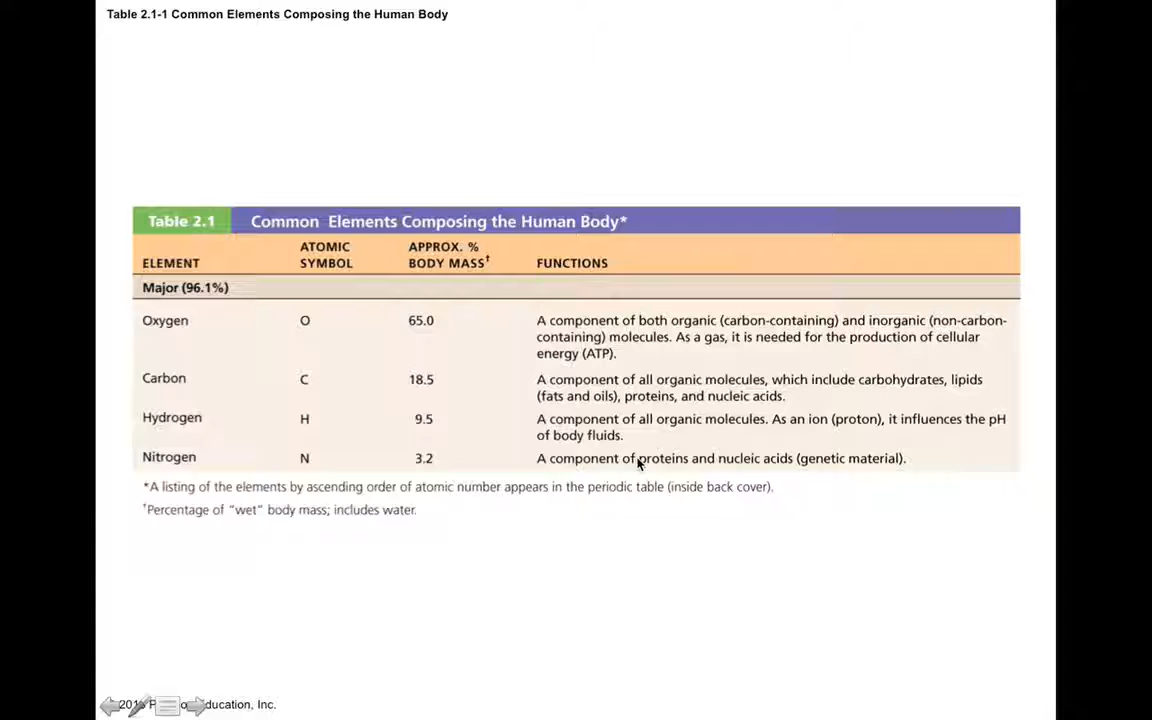 Table 2.1-1 Common Elements Composing the Human Body
Table 2.1 Common Elements Composing the Human Body*
ELEMENT ATOMIC SYMBOL APPROX. % BODY MASS† FUNCTIONS
Major (96.1%)
Oxygen O 65.0 A component of both organic (carbon-containing) and inorganic (non-carbon-
containing) molecules. As a gas, it is needed for the production of cellular
energy (ATP).
Carbon C 18.5 A component of all organic molecules, which include carbohydrates, lipids
(fats and oils), proteins, and nucleic acids.
Hydrogen H 9.5 A component of all organic molecules. As an ion (proton), it influences the pH
of body fluids.
Nitrogen N 3.2 A component of proteins and nucleic acids (genetic material).
*A listing of the elements by ascending order of atomic number appears in the periodic table (inside back cover).
†Percentage of “wet” body mass; includes water.
Education, Inc.